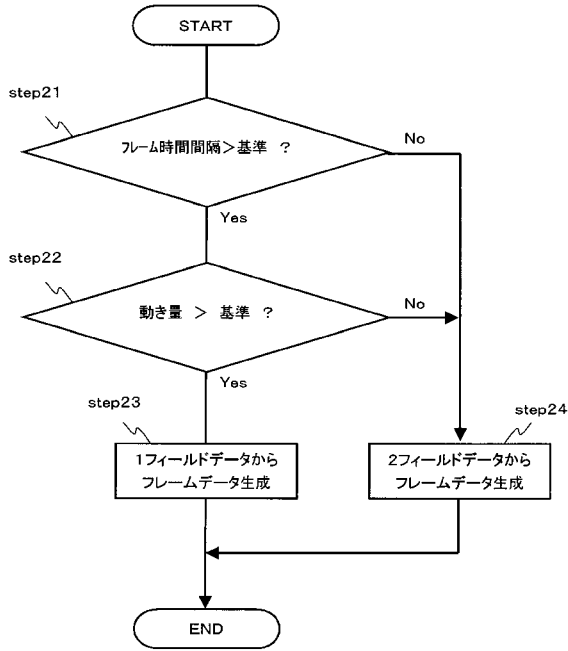 START
step21
フレーム時間間隔＞基準 ？
No
Yes
step22
動き量 ＞ 基準 ？
No
Yes
step23
step24
1フィールドデータから
フレームデータ生成
2フィールドデータから
フレームデータ生成
END